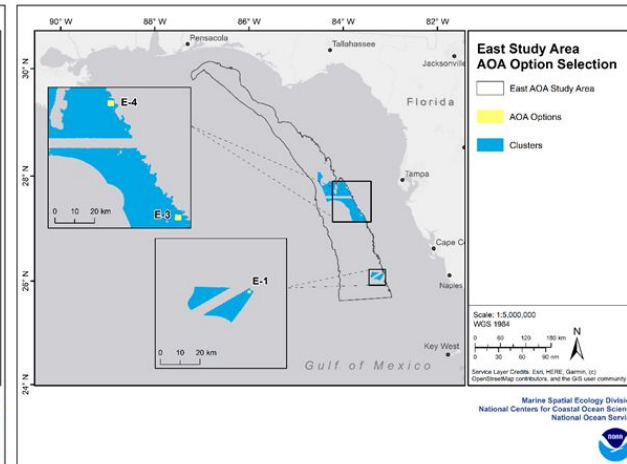 90° W
88° W
86° W
84° W
82° W
30° N
28° N
26° N
24° N
Pensacola
Tallahassee
Jacksonvill
Florida
Tampa
Cape C
Naples
Key West
Gulf of Mexico
E-4
E-3
0 10 20 km
E-1
0 10 20 km
East Study Area
AOA Option Selection
East AOA Study Area
AOA Options
Clusters
Scale: 1:5,000,000
WGS 1984
N
0 60 120 180 km
0 30 60 90 nm
Service Layer Credits: Esri, HERE, Garmin, (c)
OpenStreetMap contributors, and the GIS user community
Marine Spatial Ecology Divisio
National Centers for Coastal Ocean Scienc
National Ocean Servic
NOAA